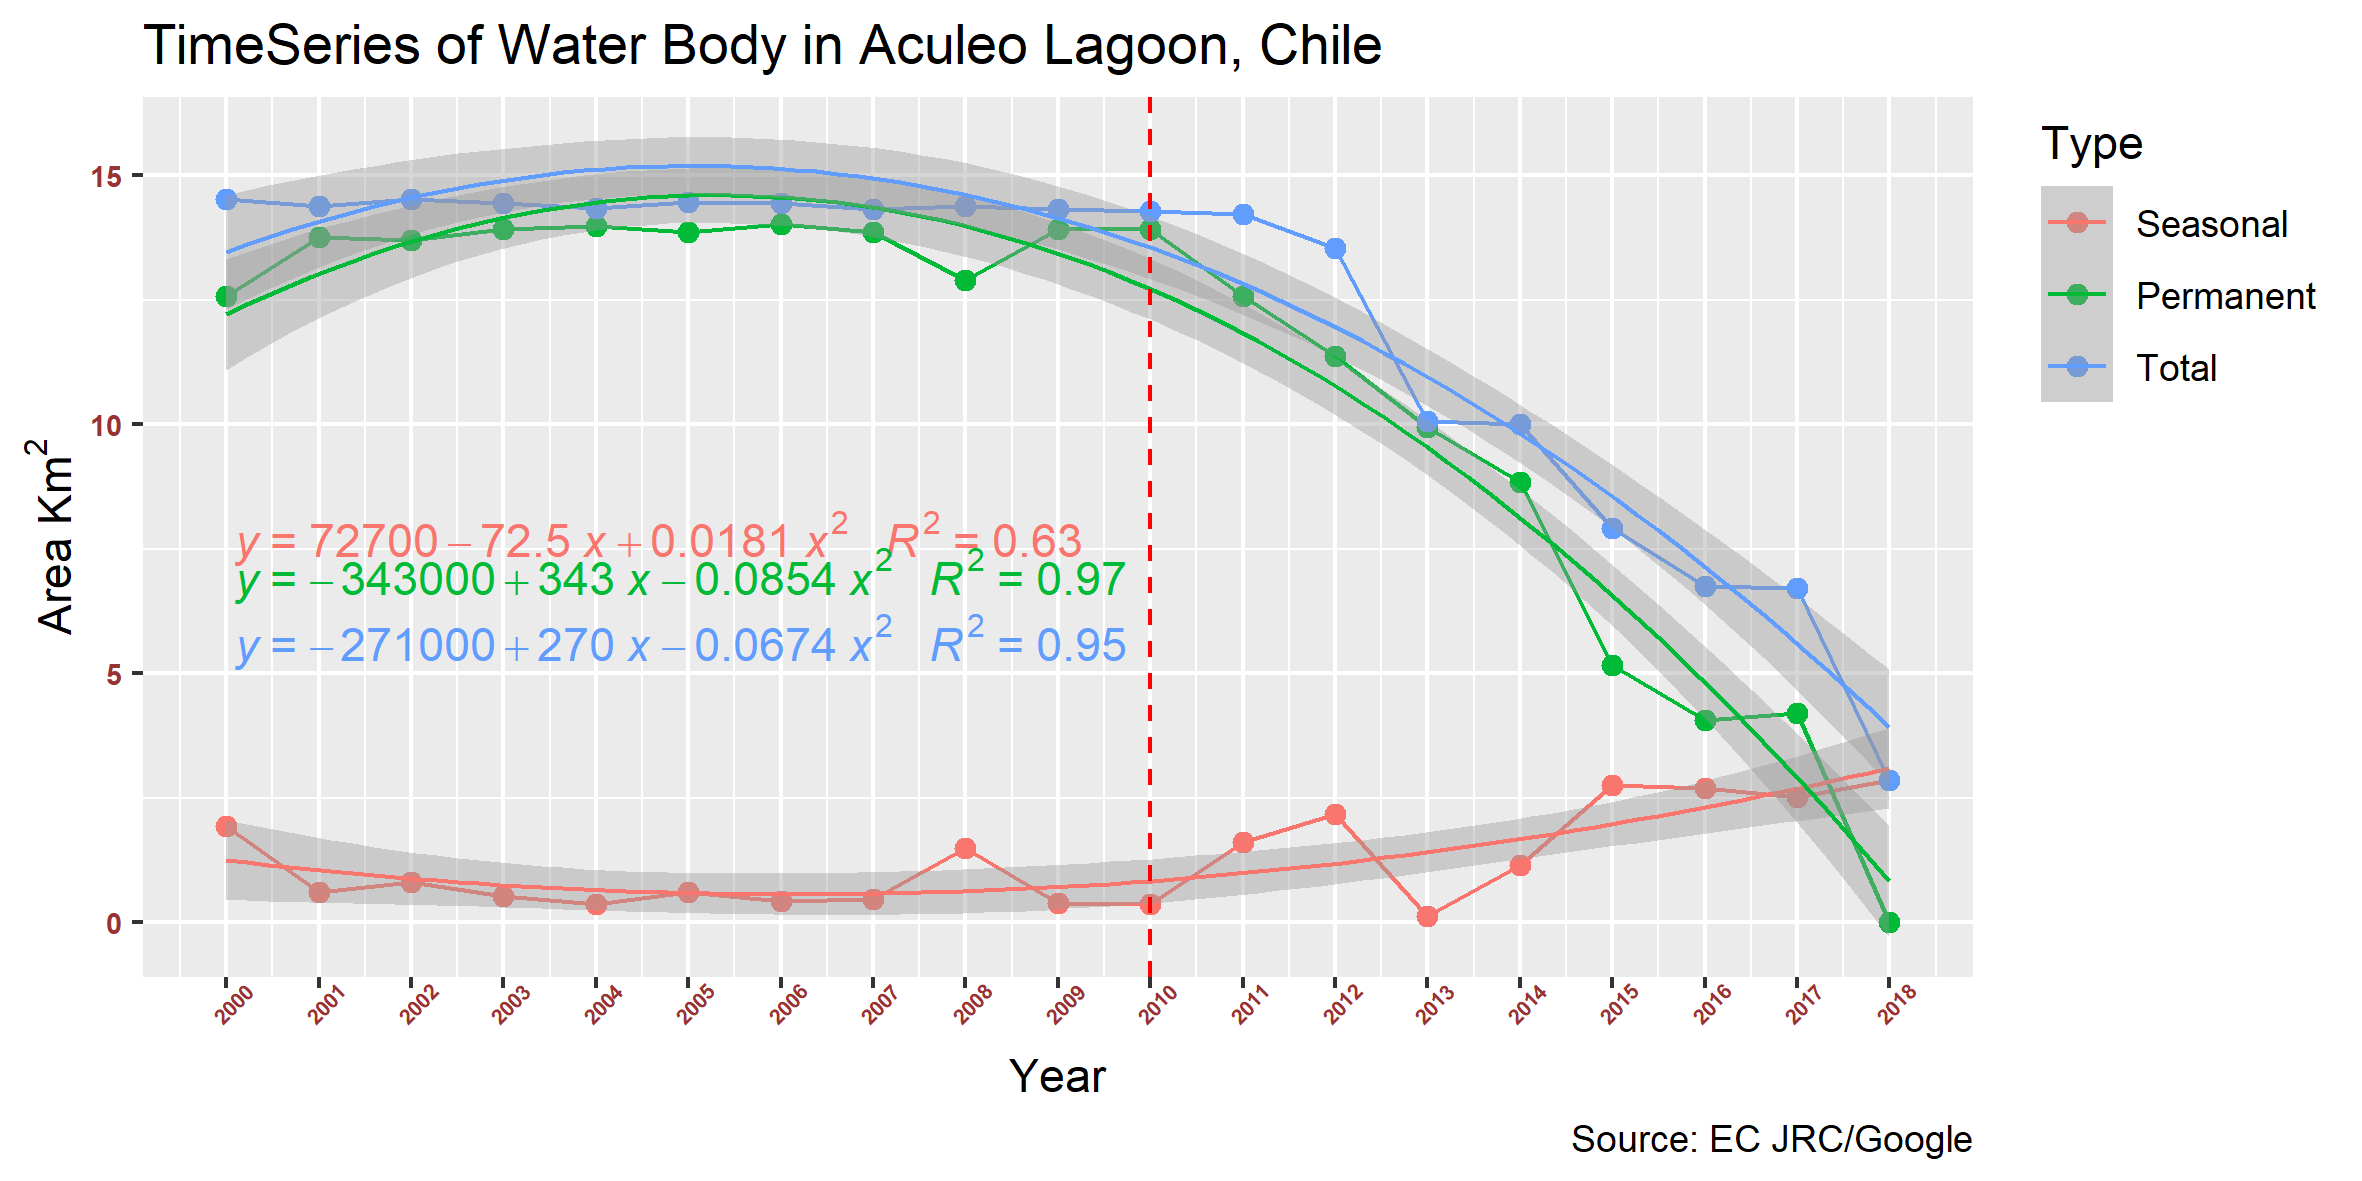 TimeSeries of Water Body in Aculeo Lagoon, Chile
Type
Seasonal
Permanent
Total
Area Km²
15
10
5
0
y = 72700 − 72.5 x + 0.0181 x² R² = 0.63
y = − 343000 + 343 x − 0.0854 x² R² = 0.97
y = − 271000 + 270 x − 0.0674 x² R² = 0.95
2000 2001 2002 2003 2004 2005 2006 2007 2008 2009 2010 2011 2012 2013 2014 2015 2016 2017 2018
Year
Source: EC JRC/Google